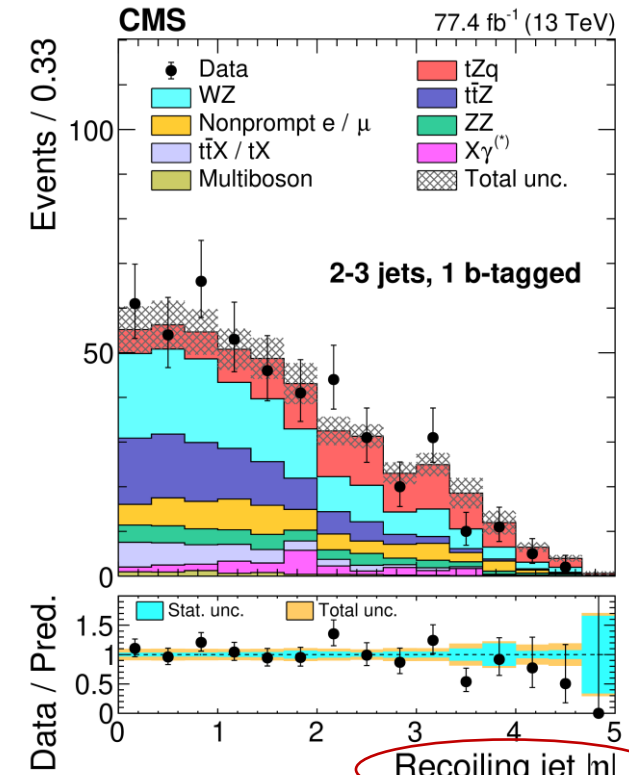 CMS 77.4 fb⁻¹ (13 TeV)
Events / 0.33
Data
tZq
WZ
tt̄Z
Nonprompt e / μ
ZZ
tt̄X / tX
Xγ(*)
Multiboson
Total unc.
100
2-3 jets, 1 b-tagged
50
0
Data / Pred.
Stat. unc.
Total unc.
1.5
1
0.5
0
0 1 2 3 4 5
Recoiling jet |η|